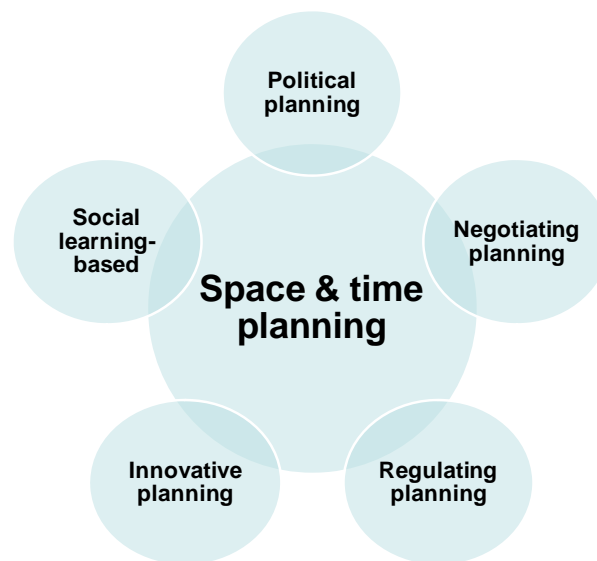 Political
planning
Social
learning-
based
Negotiating
planning
Space & time
planning
Innovative
planning
Regulating
planning